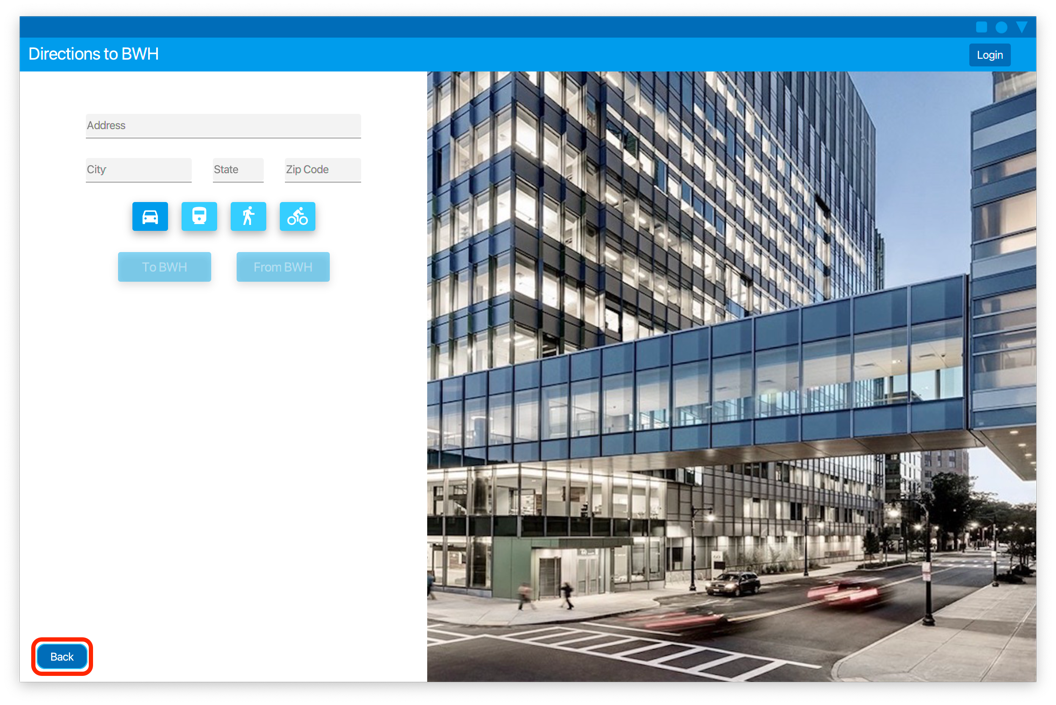 Directions to BWH
Login
Address
City State Zip Code
To BWH From BWH
Back